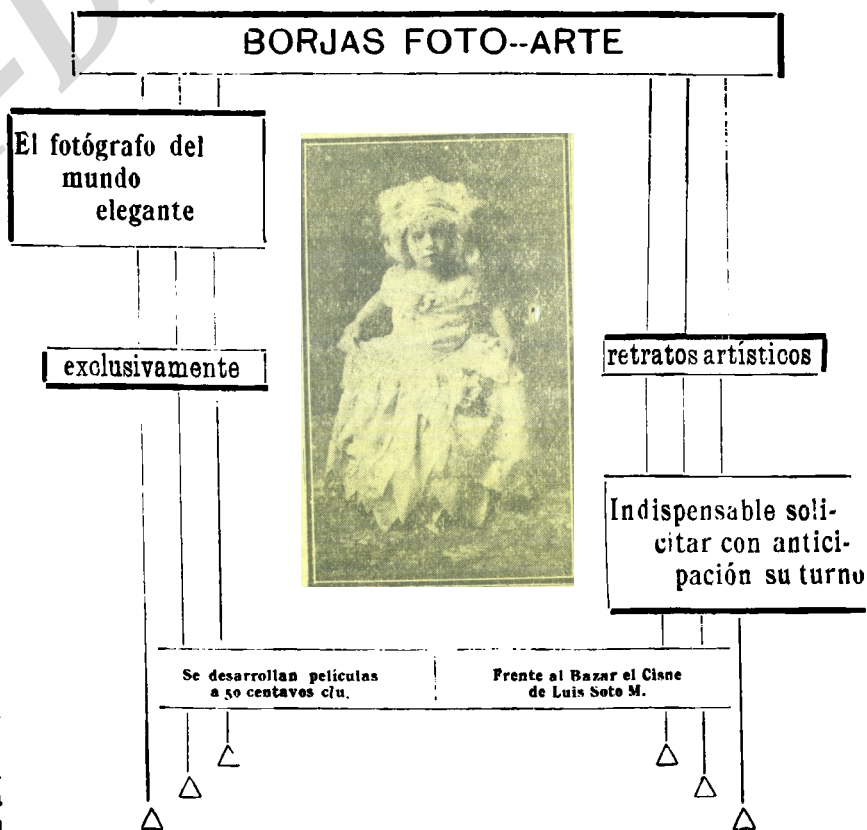 BORJAS FOTO--ARTE
El fotógrafo del
mundo
elegante
exclusivamente
retratos artísticos
Indispensable soli-
citar con antici-
pación su turno
Se desarrollan películas
a 50 centavos c/u.
Frente al Bazar el Cisne
de Luis Soto M.